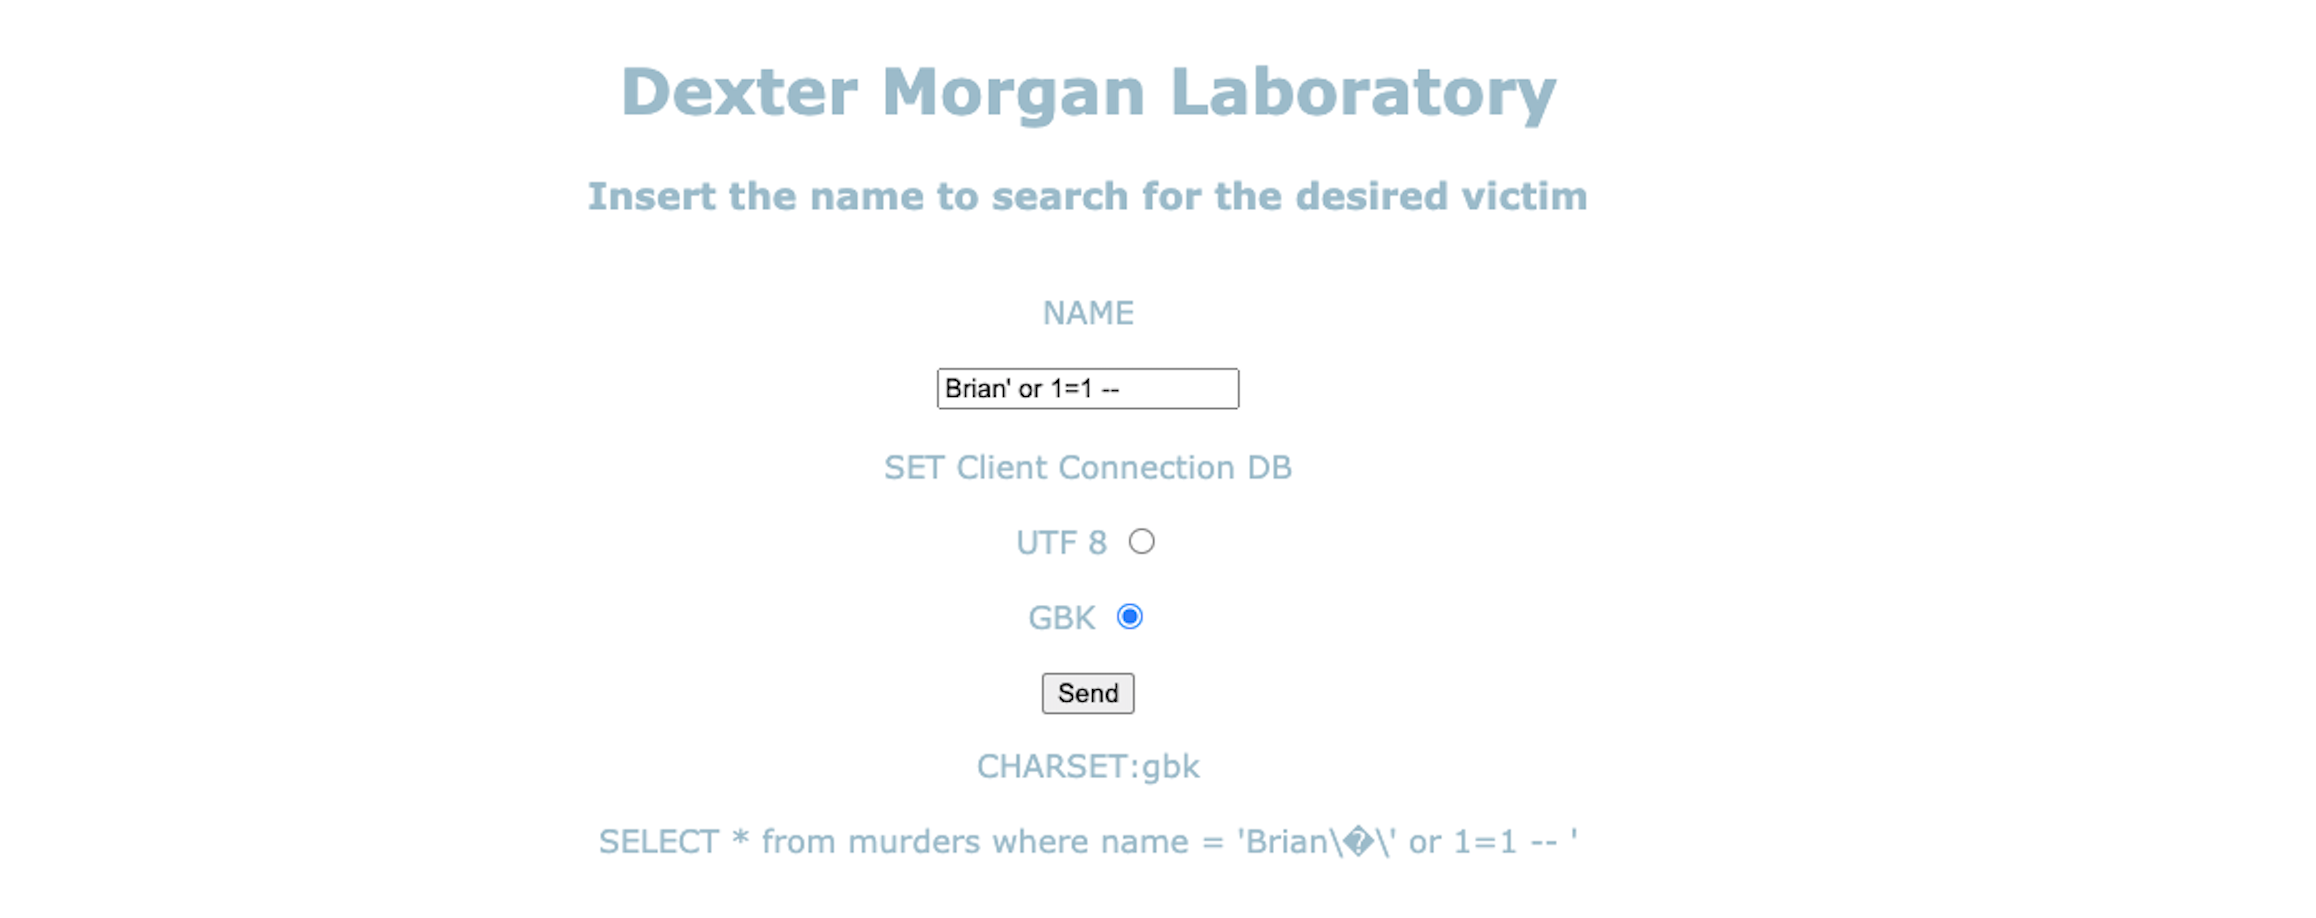 Dexter Morgan Laboratory
Insert the name to search for the desired victim
NAME
Brian' or 1=1 --
SET Client Connection DB
UTF 8
GBK
Send
CHARSET:gbk
SELECT * from murders where name = 'Brian\�\' or 1=1 -- '